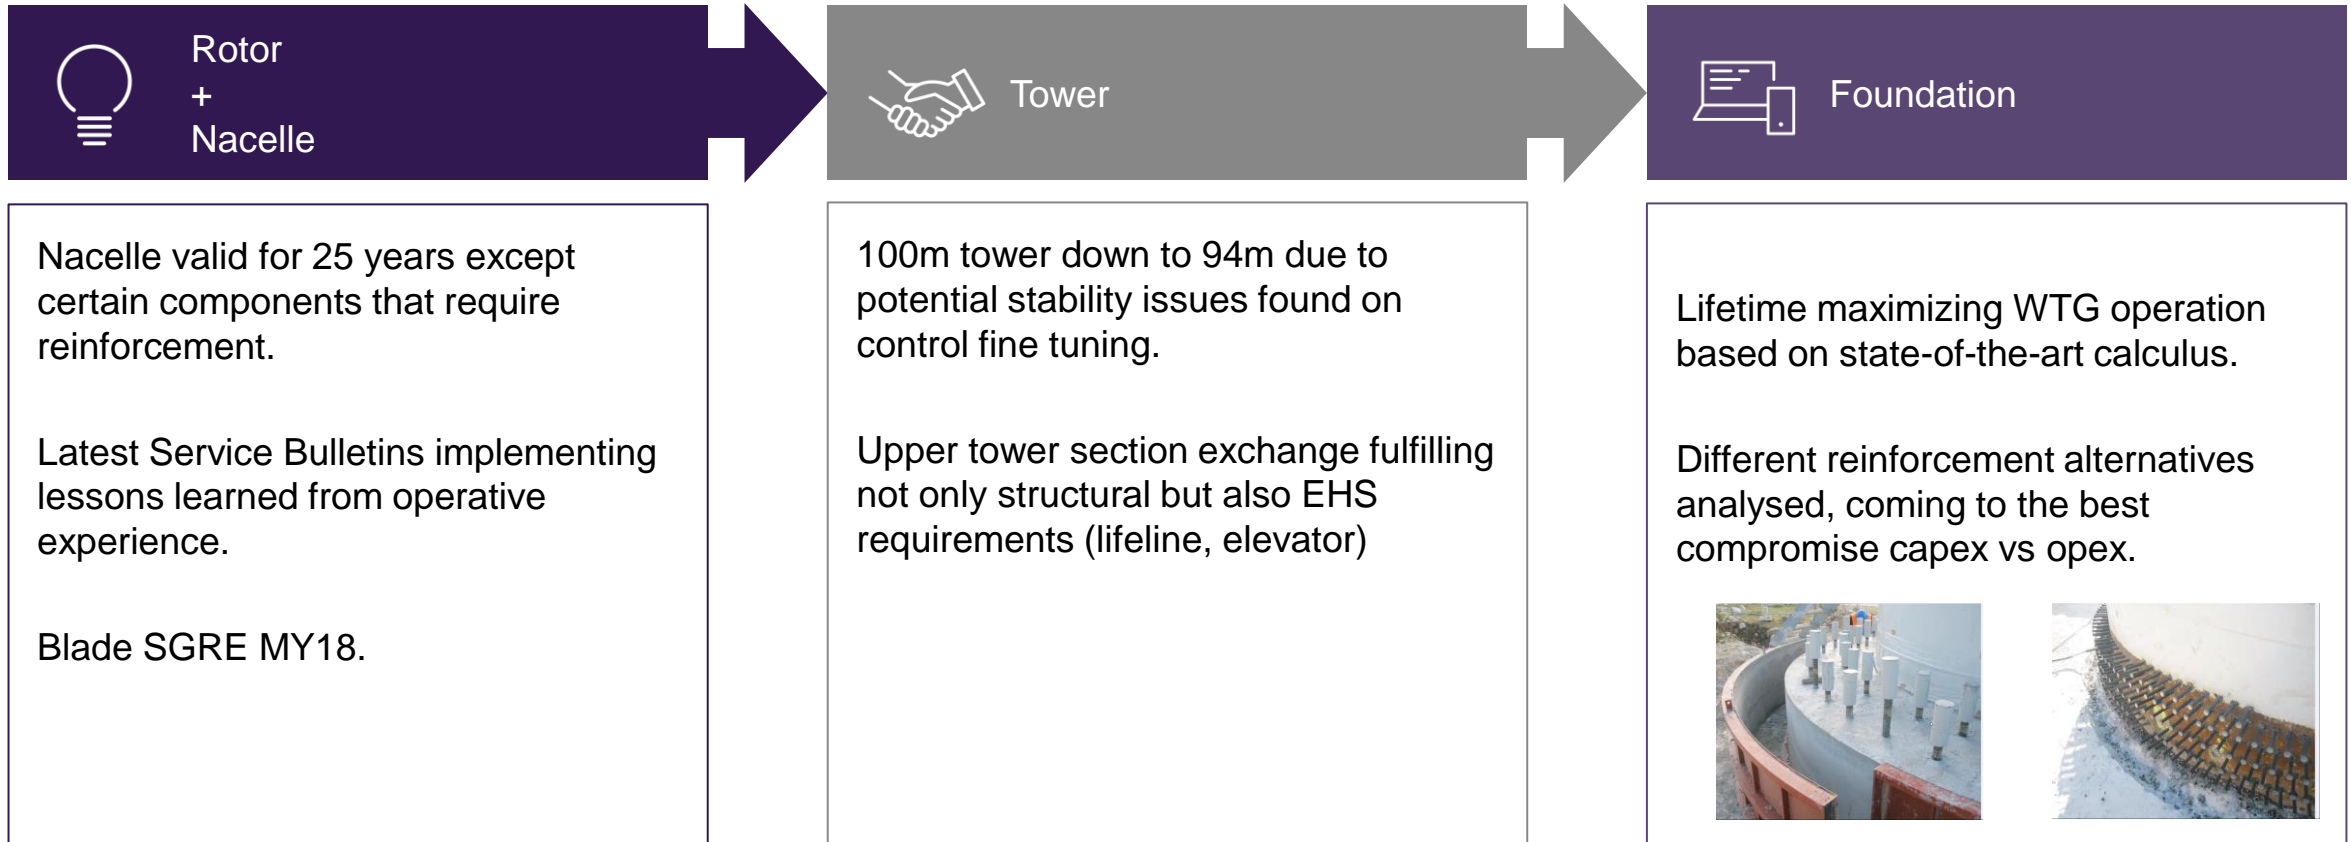 Rotor
+
Nacelle
Tower
Foundation
Nacelle valid for 25 years except
certain components that require
reinforcement.
Latest Service Bulletins implementing
lessons learned from operative
experience.
Blade SGRE MY18.
100m tower down to 94m due to
potential stability issues found on
control fine tuning.
Upper tower section exchange fulfilling
not only structural but also EHS
requirements (lifeline, elevator)
Lifetime maximizing WTG operation
based on state-of-the-art calculus.
Different reinforcement alternatives
analysed, coming to the best
compromise capex vs opex.